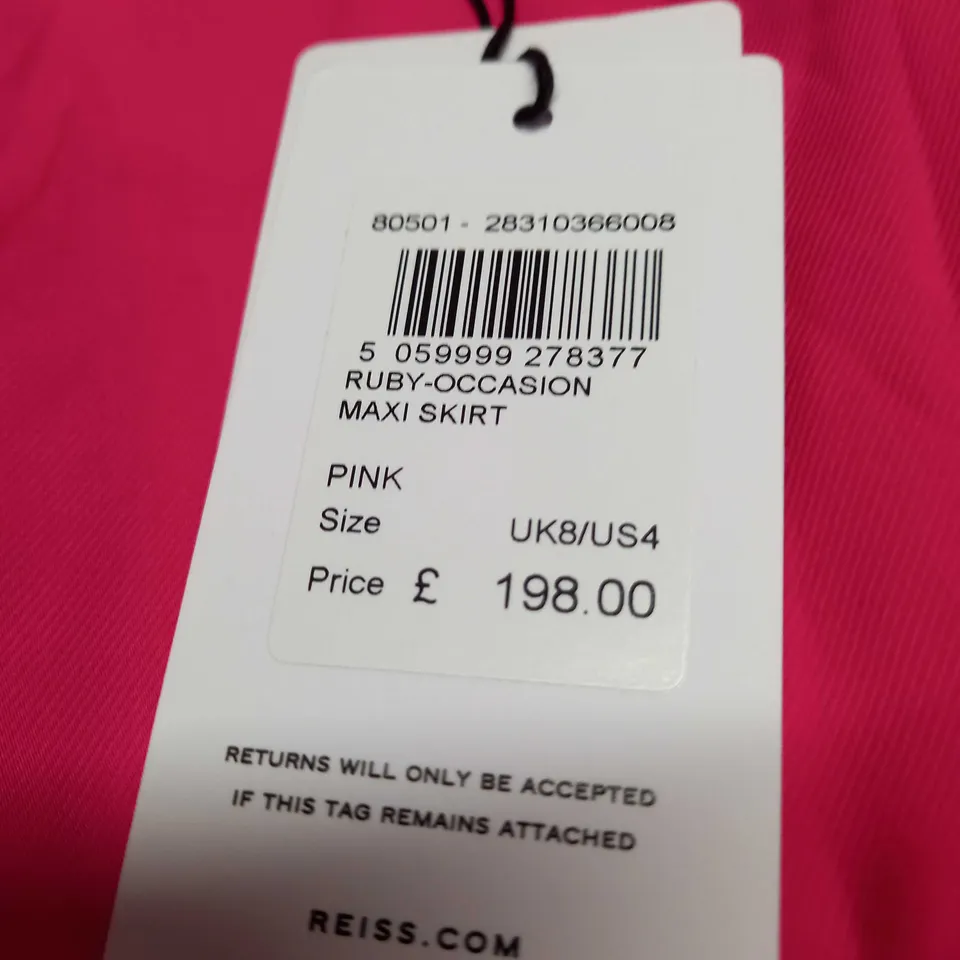 80501 - 28310366008
5 059999 278377
RUBY-OCCASION
MAXI SKIRT
PINK
Size UK8/US4
Price £ 198.00
RETURNS WILL ONLY BE ACCEPTED
IF THIS TAG REMAINS ATTACHED
REISS.COM